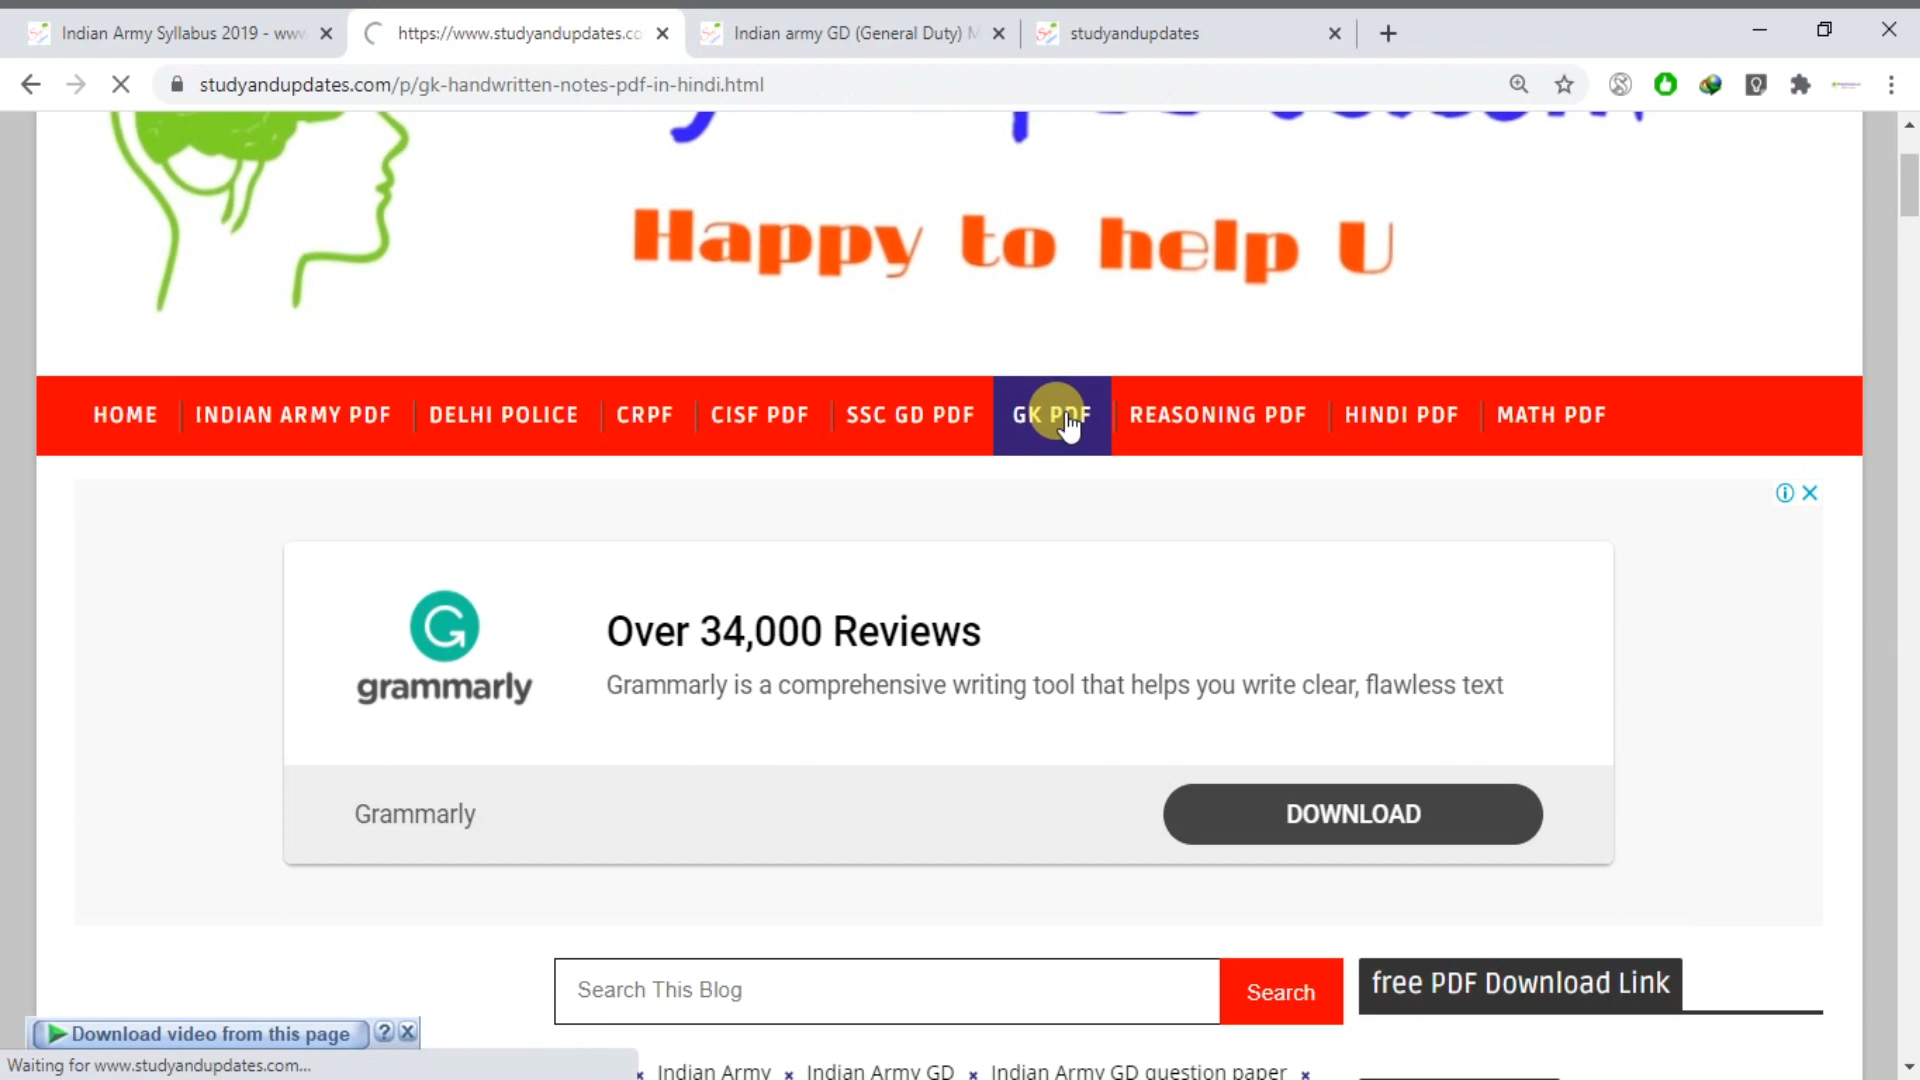 Indian Army Syllabus 2019 - www
https://www.studyandupdates.co
Indian army GD (General Duty) M
studyandupdates
studyandupdates.com/p/gk-handwritten-notes-pdf-in-hindi.html
Happy to help U
HOME
INDIAN ARMY PDF
DELHI POLICE
CRPF
CISF PDF
SSC GD PDF
GK PDF
REASONING PDF
HINDI PDF
MATH PDF
grammarly
Over 34,000 Reviews
Grammarly is a comprehensive writing tool that helps you write clear, flawless text
Grammarly
DOWNLOAD
Search This Blog
Search
free PDF Download Link
Download video from this page
Waiting for www.studyandupdates.com...
Indian Army × Indian Army GD × Indian Army GD question paper ×